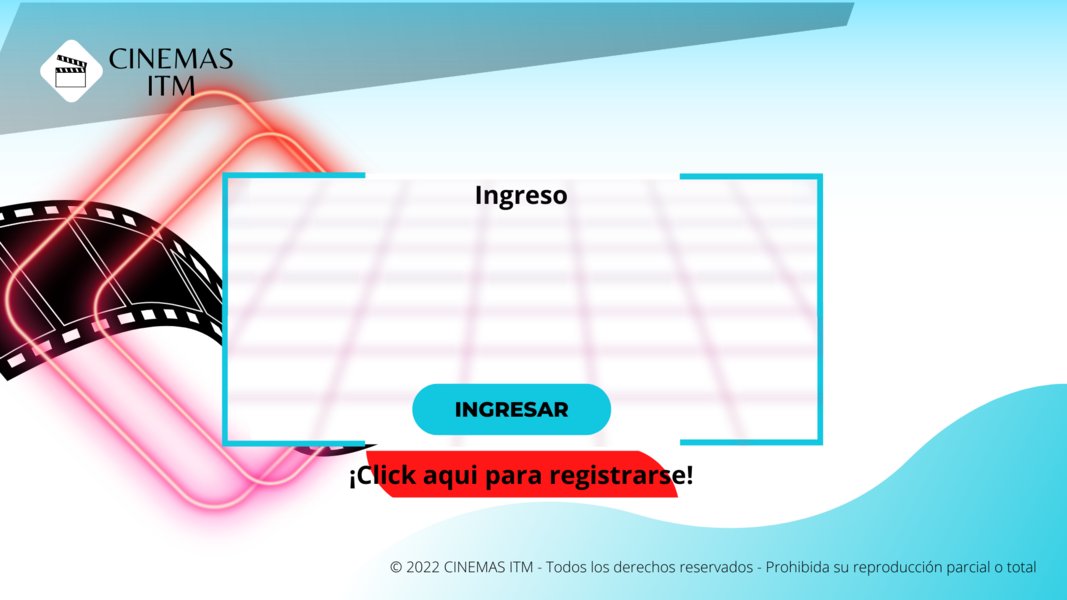 CINEMAS
ITM
Ingreso
INGRESAR
¡Click aqui para registrarse!
© 2022 CINEMAS ITM - Todos los derechos reservados - Prohibida su reproducción parcial o total